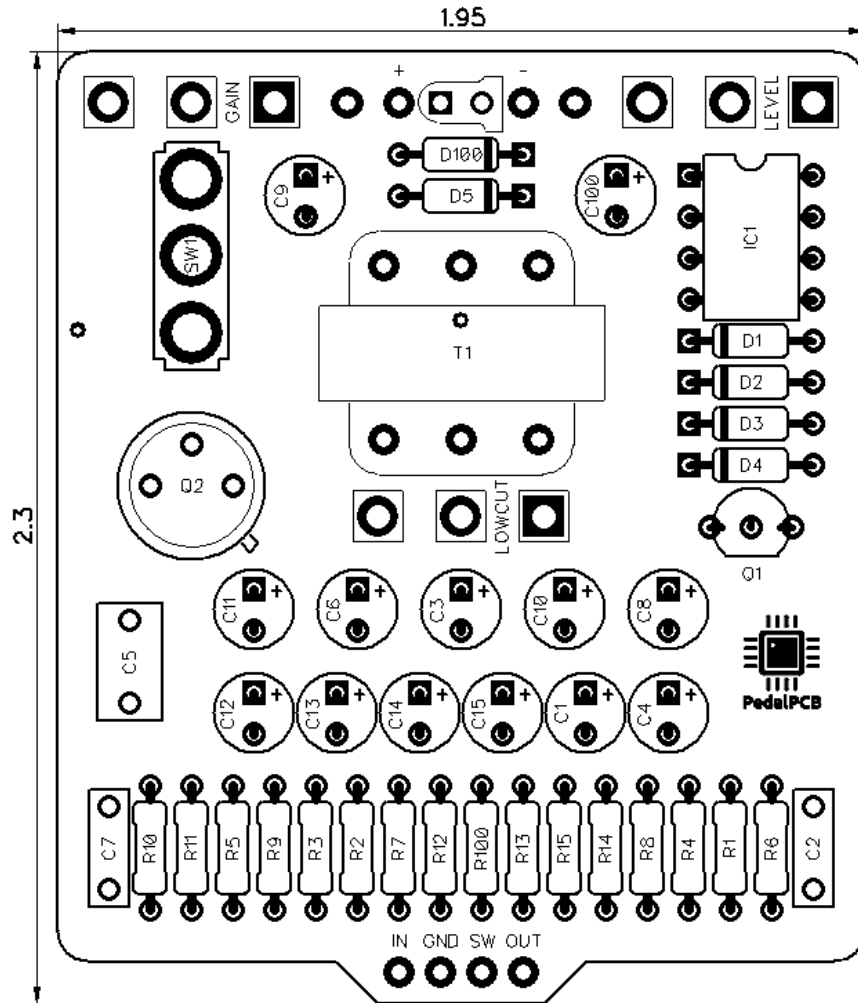 1.95
+ -
GAIN
LEVEL
D100
C9 +
C100 +
D5
SW1
IC1
T1
D1
D2
D3
D4
Q2
2.3
LOWCUT
Q1
C11 + C6 + C3 + C10 + C8 +
C5
C12 + C13 + C14 + C15 + C1 + C4 +
PedalPCB
C7 R10 R11 R5 R9 R3 R2 R7 R12 R100 R13 R15 R14 R8 R4 R1 R6 C2
IN GND SW OUT